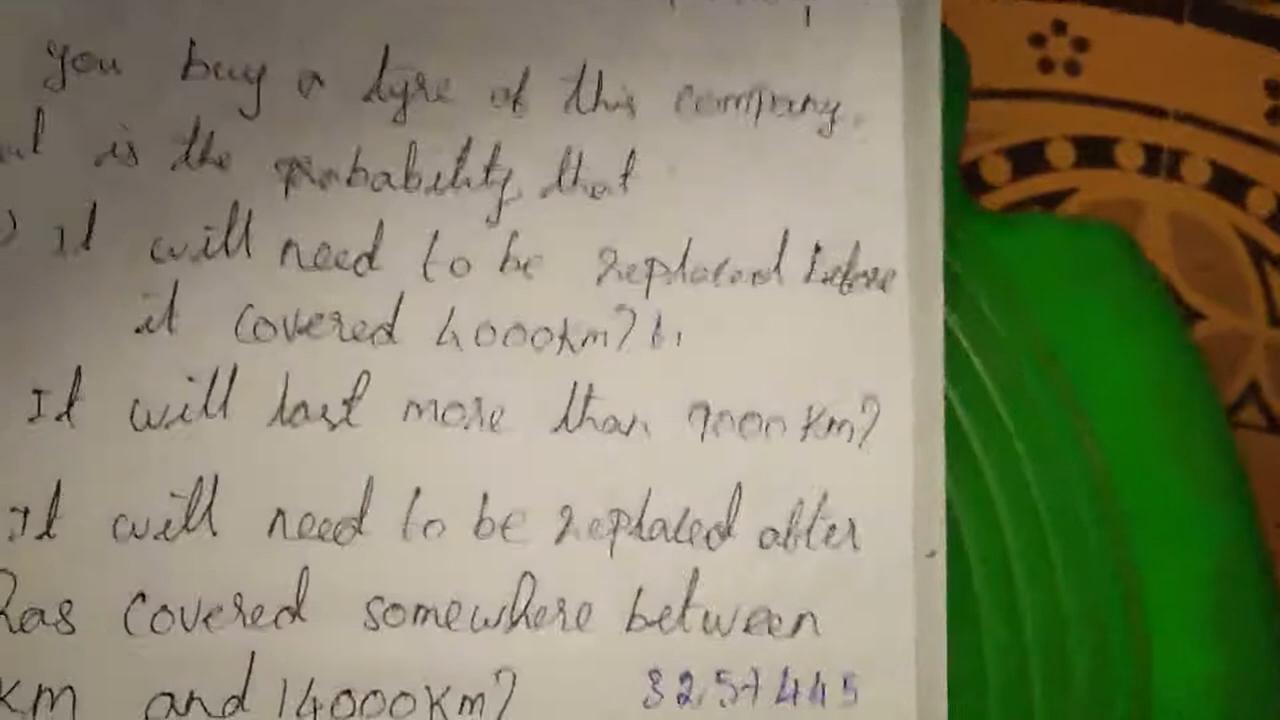 you buy a tyre of this company.
is the probability that
) It will need to be replaced before
it covered 4000km?
It will last more than 9000 km?
It will need to be replaced after
has covered somewhere between
km and 14000km?